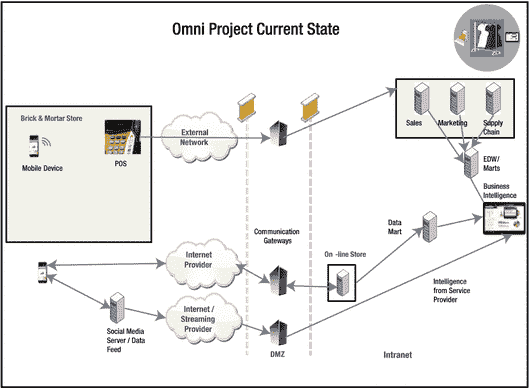 Omni Project Current State
Brick & Mortar Store
Mobile Device
POS
External
Network
Sales
Marketing
Supply
Chain
EDW/
Marts
Business
Intelligence
Data
Mart
Communication
Gateways
On -line Store
Internet
Provider
Internet /
Streaming
Provider
Social Media
Server / Data
Feed
Intelligence
from Service
Provider
DMZ
Intranet